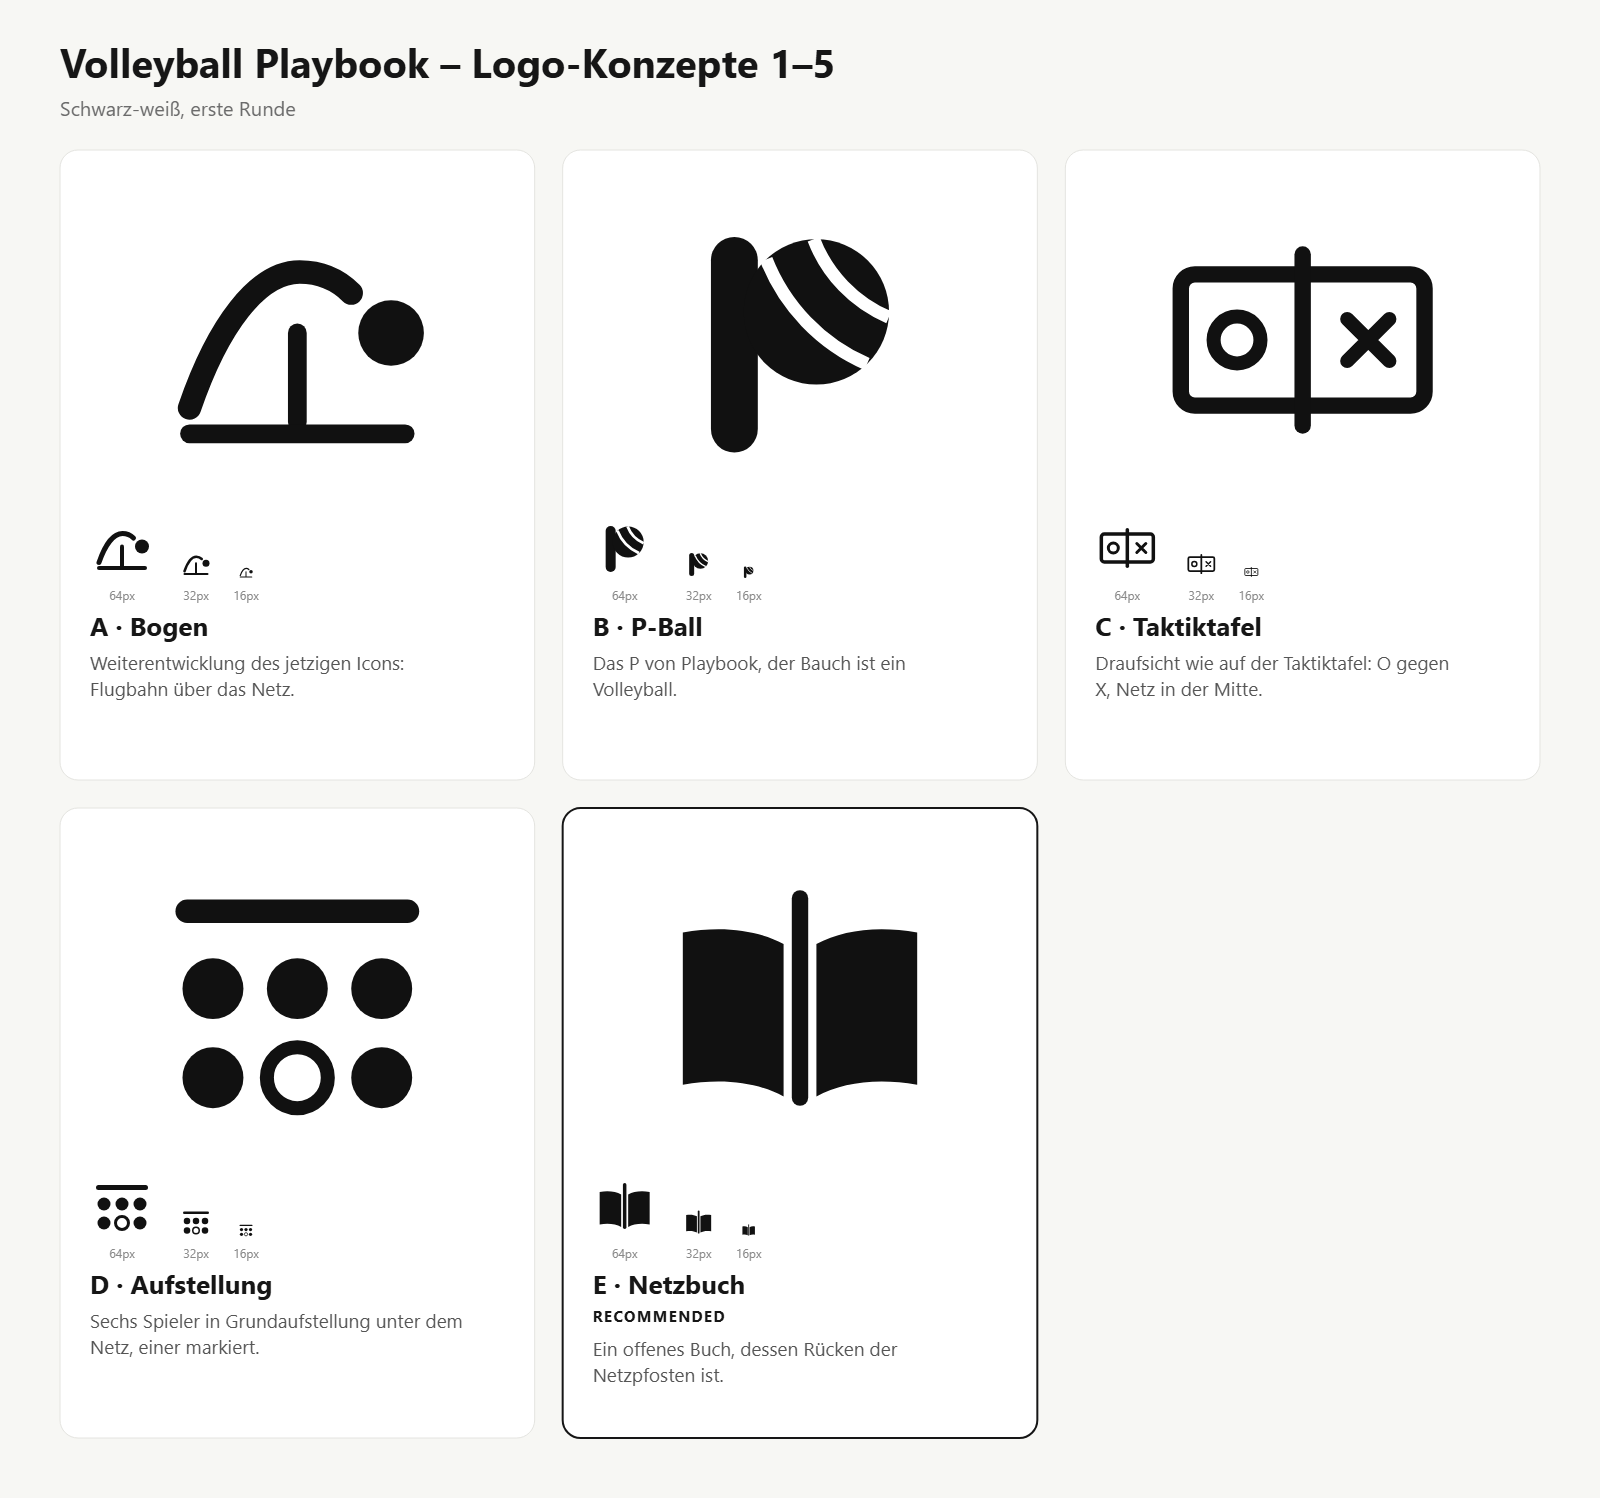 Volleyball Playbook – Logo-Konzepte 1–5
Schwarz-weiß, erste Runde
64px 32px 16px
A · Bogen
Weiterentwicklung des jetzigen Icons:
Flugbahn über das Netz.
64px 32px 16px
B · P-Ball
Das P von Playbook, der Bauch ist ein
Volleyball.
64px 32px 16px
C · Taktiktafel
Draufsicht wie auf der Taktiktafel: O gegen
X, Netz in der Mitte.
64px 32px 16px
D · Aufstellung
Sechs Spieler in Grundaufstellung unter dem
Netz, einer markiert.
64px 32px 16px
E · Netzbuch
RECOMMENDED
Ein offenes Buch, dessen Rücken der
Netzpfosten ist.